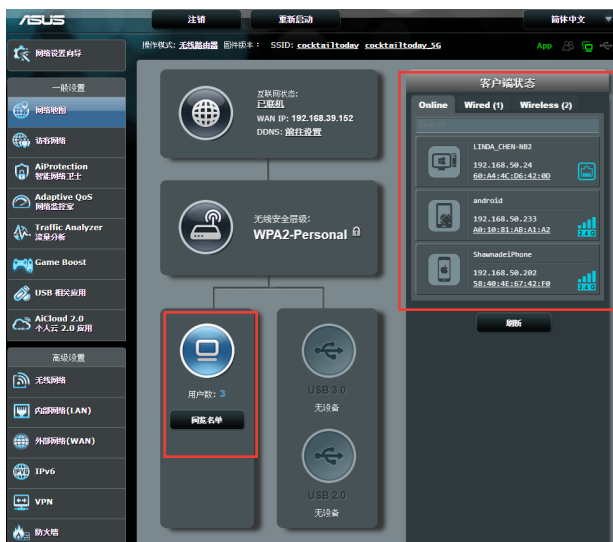 ASUS
注销
重新启动
简体中文
操作模式: 无线路由器 固件版本: SSID: cocktailtoday cocktailtoday_5G
App
网络设置向导
一般设置
网络地图
访客网络
AiProtection
智能网络卫士
Adaptive QoS
网络监控室
Traffic Analyzer
流量分析
Game Boost
USB 相关应用
AiCloud 2.0
个人云 2.0 应用
高级设置
无线网络
内部网络(LAN)
外部网络(WAN)
IPv6
VPN
防火墙
互联网状态:
已联机
WAN IP: 192.168.39.152
DDNS: 前往设置
无线安全层级:
WPA2-Personal
用户数: 3
阅览名单
USB 3.0
无设备
USB 2.0
无设备
客户端状态
Online Wired (1) Wireless (2)
LINDA_CHEN-NB2
192.168.50.24
60:A4:4C:D6:42:0D
android
192.168.50.233
A0:10:81:A8:A1:A2
2.4G
ShawnadeiPhone
192.168.50.202
58:40:4E:67:42:F0
2.4G
刷新